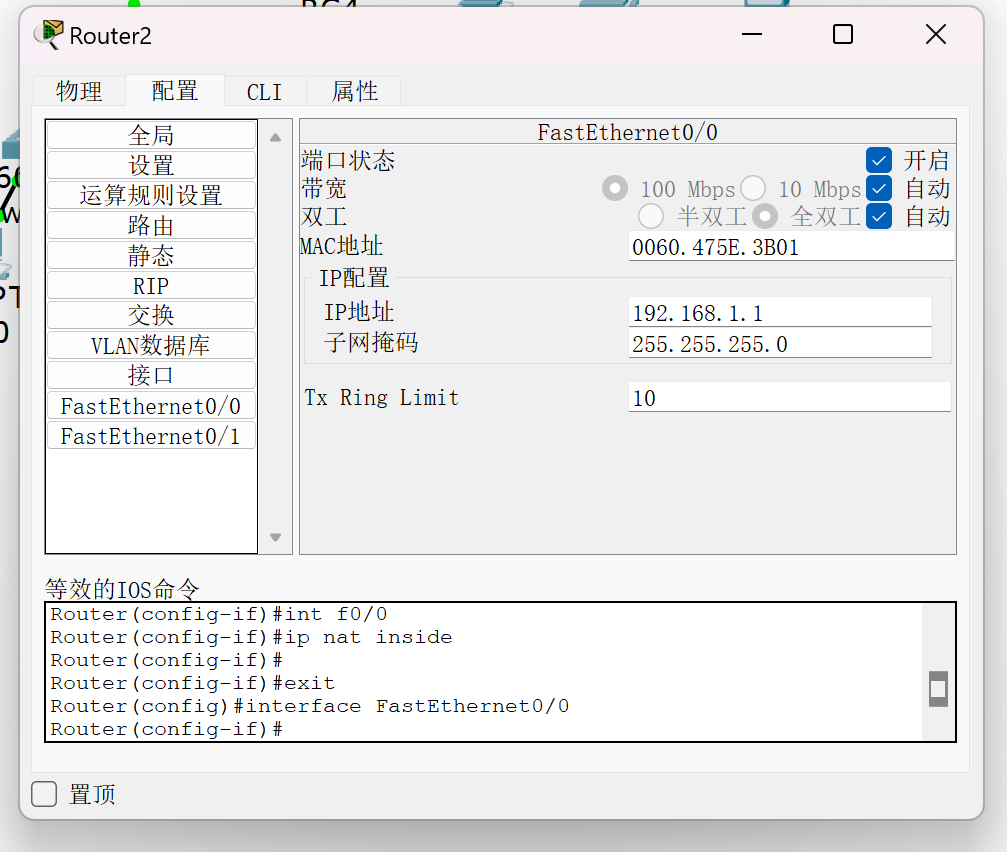 Router2
物理 配置 CLI 属性
全局
设置
运算规则设置
路由
静态
RIP
交换
VLAN数据库
接口
FastEthernet0/0
FastEthernet0/1
FastEthernet0/0
端口状态 开启
带宽 100 Mbps 10 Mbps 自动
双工 半双工 全双工 自动
MAC地址 0060.475E.3B01
IP配置
IP地址 192.168.1.1
子网掩码 255.255.255.0
Tx Ring Limit 10
等效的IOS命令
Router(config-if)#int f0/0
Router(config-if)#ip nat inside
Router(config-if)#
Router(config-if)#exit
Router(config)#interface FastEthernet0/0
Router(config-if)#
置顶